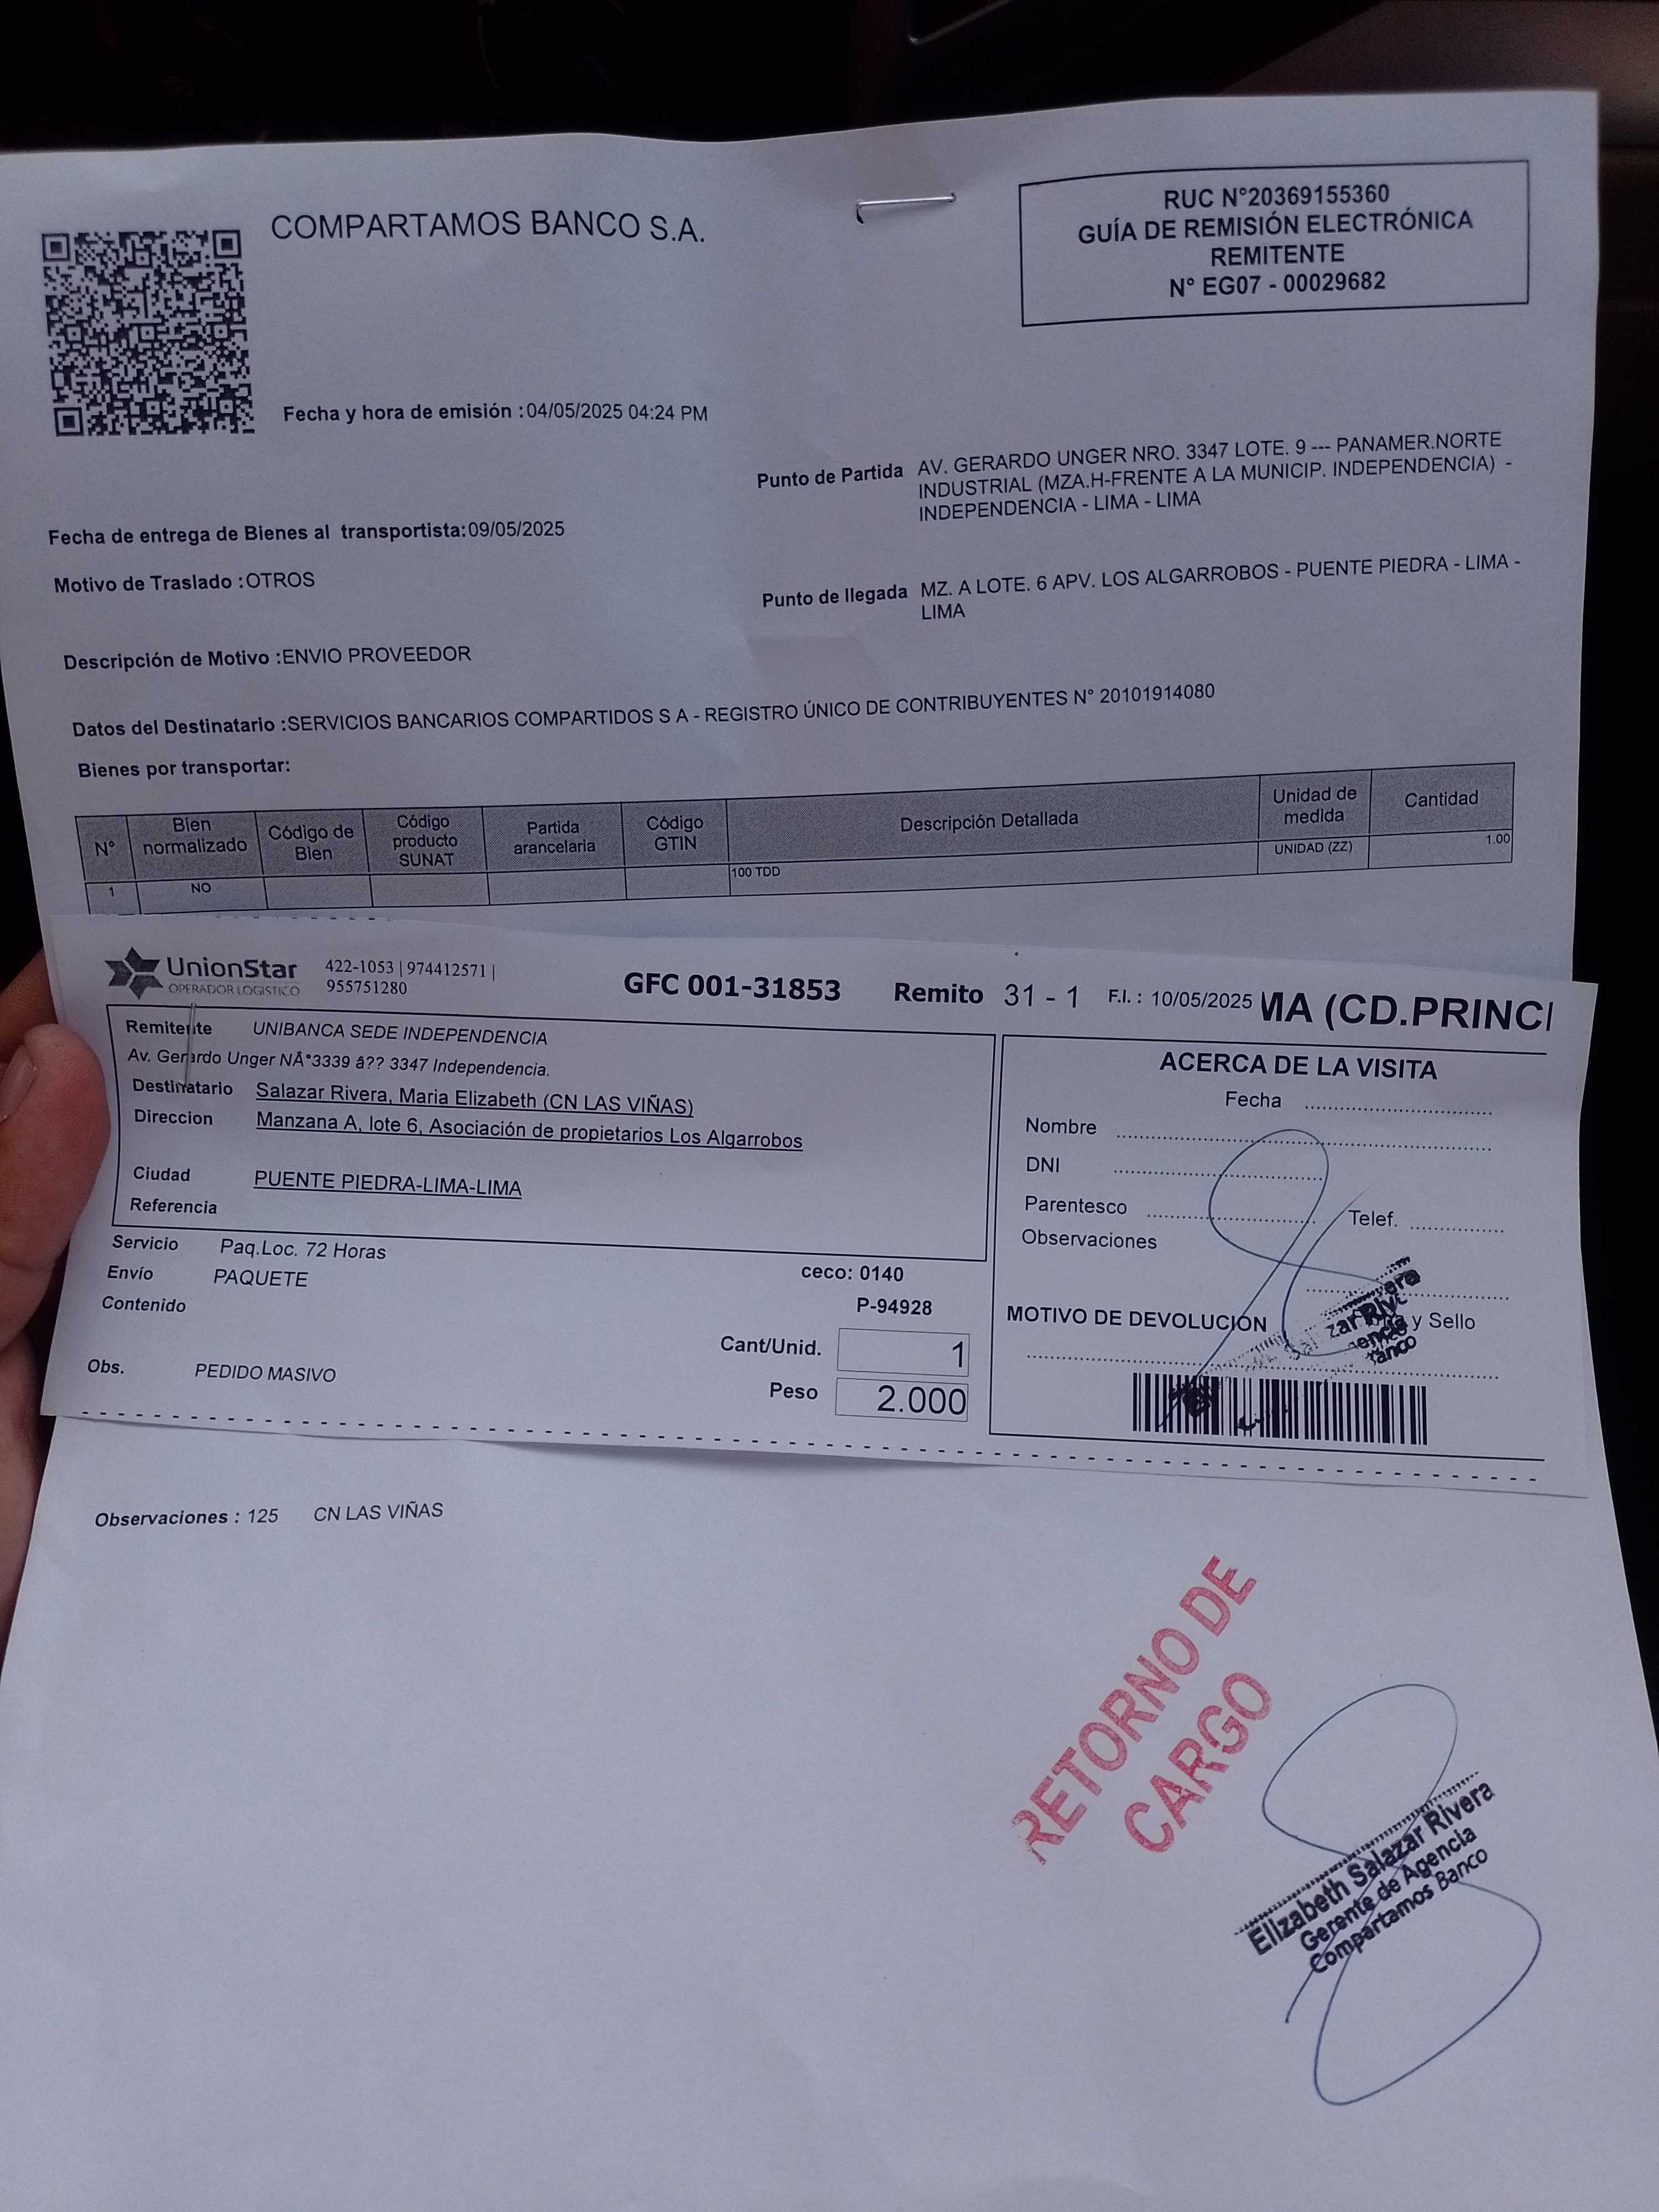 COMPARTAMOS BANCO S.A.
RUC N°20369155360
GUÍA DE REMISIÓN ELECTRÓNICA
REMITENTE
N° EG07 - 00029682
Fecha y hora de emisión :04/05/2025 04:24 PM
Punto de Partida AV. GERARDO UNGER NRO. 3347 LOTE. 9 --- PANAMER.NORTE
INDUSTRIAL (MZA.H-FRENTE A LA MUNICIP. INDEPENDENCIA) -
INDEPENDENCIA - LIMA - LIMA
Fecha de entrega de Bienes al transportista:09/05/2025
Motivo de Traslado :OTROS
Punto de llegada MZ. A LOTE. 6 APV. LOS ALGARROBOS - PUENTE PIEDRA - LIMA -
LIMA
Descripción de Motivo :ENVIO PROVEEDOR
Datos del Destinatario :SERVICIOS BANCARIOS COMPARTIDOS S A - REGISTRO ÚNICO DE CONTRIBUYENTES N° 20101914080
Bienes por transportar:
N° Bien normalizado Código de Bien Código producto SUNAT Partida arancelaria Código GTIN Descripción Detallada Unidad de medida Cantidad
1 NO 100 TDD UNIDAD (ZZ) 1.00
UnionStar
OPERADOR LOGISTICO
422-1053 | 974412571 |
955751280
GFC 001-31853 Remito 31 - 1 F.I. : 10/05/2025 MA (CD.PRINCI
Remitente UNIBANCA SEDE INDEPENDENCIA
Av. Gerardo Unger NÂ°3339 â?? 3347 Independencia.
Destinatario Salazar Rivera, Maria Elizabeth (CN LAS VIÑAS)
Direccion Manzana A, lote 6, Asociación de propietarios Los Algarrobos
Ciudad PUENTE PIEDRA-LIMA-LIMA
Referencia
Servicio Paq.Loc. 72 Horas
Envío PAQUETE
Contenido
ceco: 0140
P-94928
Cant/Unid. 1
Peso 2.000
Obs. PEDIDO MASIVO
ACERCA DE LA VISITA
Fecha
Nombre
DNI
Parentesco Telef.
Observaciones
MOTIVO DE DEVOLUCIÓN y Sello
Observaciones : 125 CN LAS VIÑAS
RETORNO DE
CARGO
Elizabeth Salazar Rivera
Gerente de Agencia
Compartamos Banco